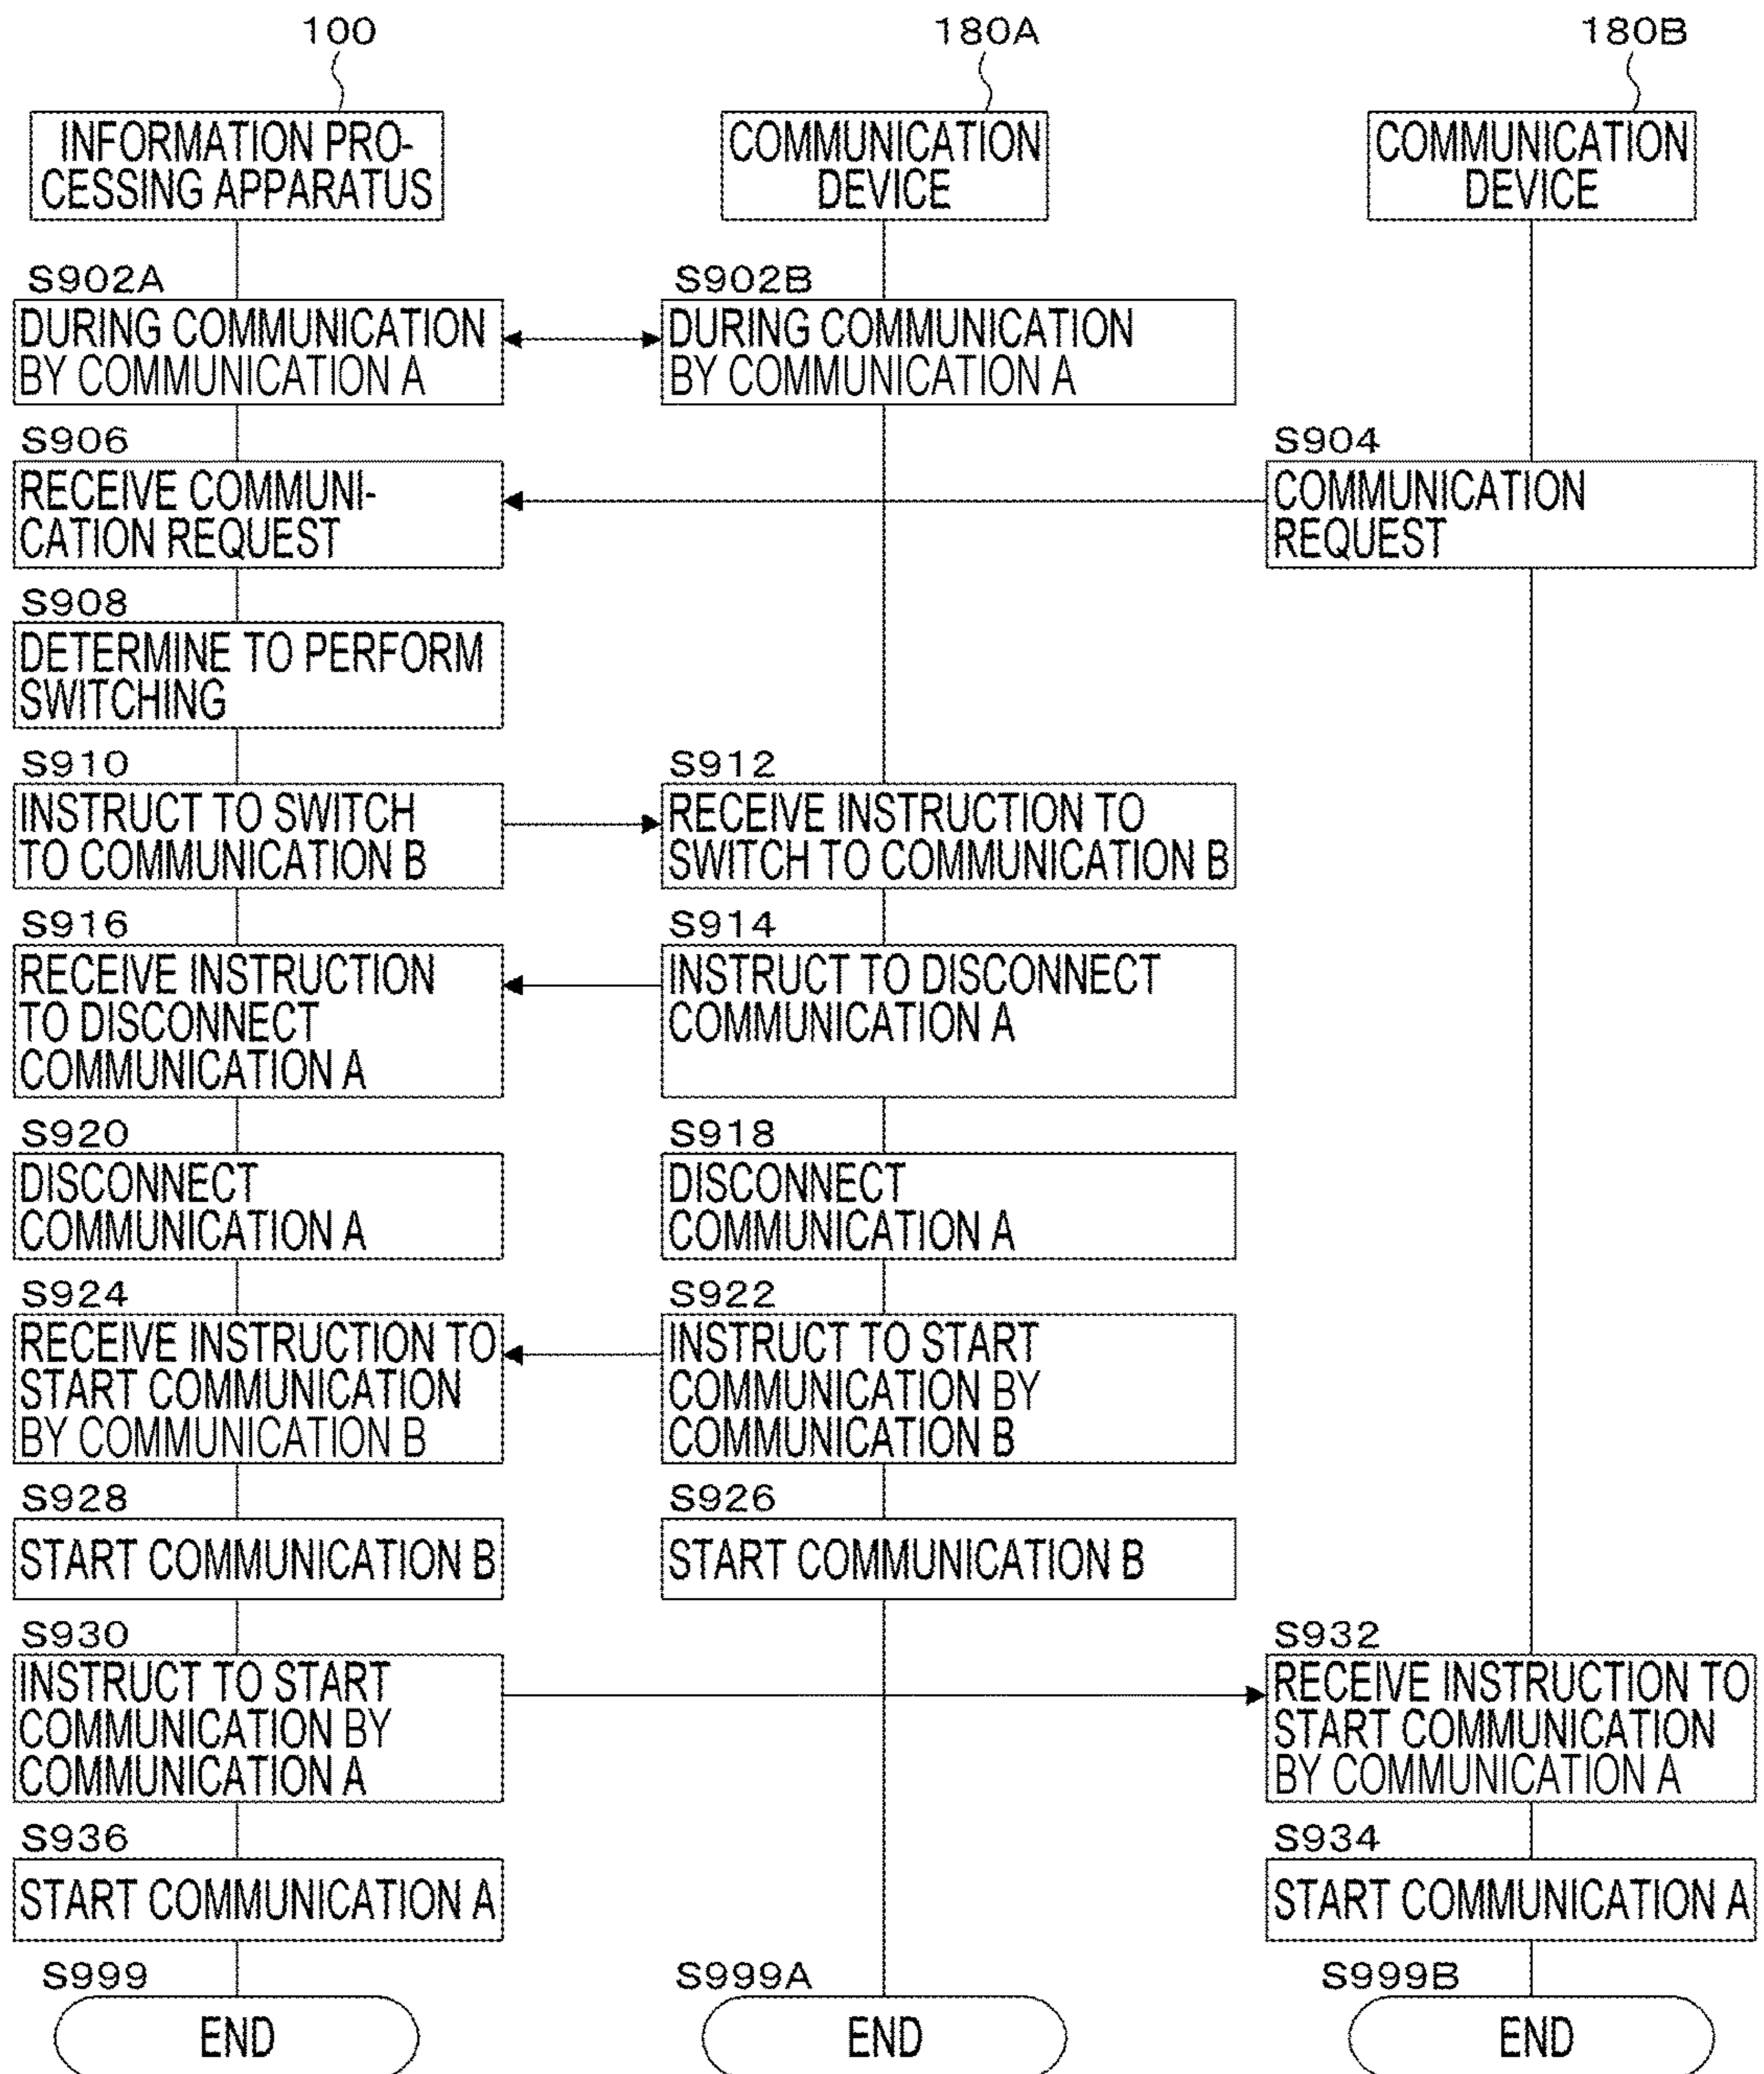 100
180A
180B
INFORMATION PRO-
CESSING APPARATUS
COMMUNICATION
DEVICE
COMMUNICATION
DEVICE
S902A
DURING COMMUNICATION
BY COMMUNICATION A
S902B
DURING COMMUNICATION
BY COMMUNICATION A
S906
RECEIVE COMMUNI-
CATION REQUEST
S904
COMMUNICATION
REQUEST
S908
DETERMINE TO PERFORM
SWITCHING
S910
INSTRUCT TO SWITCH
TO COMMUNICATION B
S912
RECEIVE INSTRUCTION TO
SWITCH TO COMMUNICATION B
S916
RECEIVE INSTRUCTION
TO DISCONNECT
COMMUNICATION A
S914
INSTRUCT TO DISCONNECT
COMMUNICATION A
S920
DISCONNECT
COMMUNICATION A
S918
DISCONNECT
COMMUNICATION A
S924
RECEIVE INSTRUCTION TO
START COMMUNICATION
BY COMMUNICATION B
S922
INSTRUCT TO START
COMMUNICATION BY
COMMUNICATION B
S928
START COMMUNICATION B
S926
START COMMUNICATION B
S930
INSTRUCT TO START
COMMUNICATION BY
COMMUNICATION A
S932
RECEIVE INSTRUCTION TO
START COMMUNICATION
BY COMMUNICATION A
S936
START COMMUNICATION A
S934
START COMMUNICATION A
S999
END
S999A
END
S999B
END